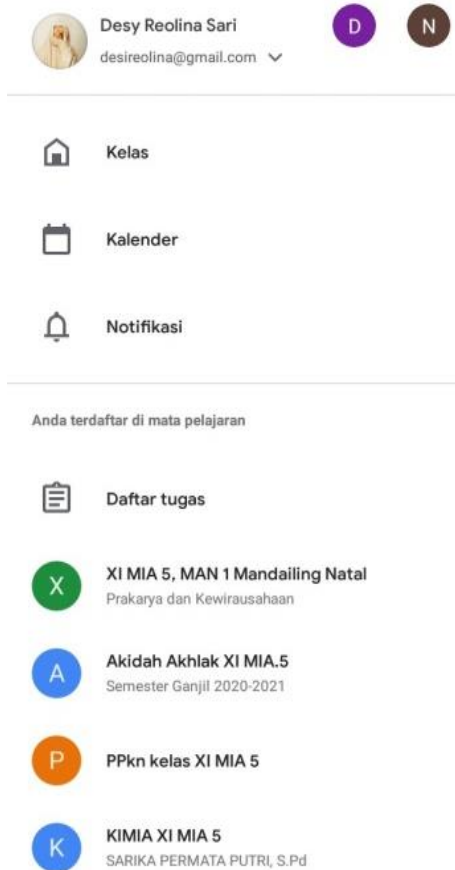 Desy Reolina Sari
desireolina@gmail.com
D
N
Kelas
Kalender
Notifikasi
Anda terdaftar di mata pelajaran
Daftar tugas
X
XI MIA 5, MAN 1 Mandailing Natal
Prakarya dan Kewirausahaan
A
Akidah Akhlak XI MIA.5
Semester Ganjil 2020-2021
P
PPkn kelas XI MIA 5
K
KIMIA XI MIA 5
SARIKA PERMATA PUTRI, S.Pd